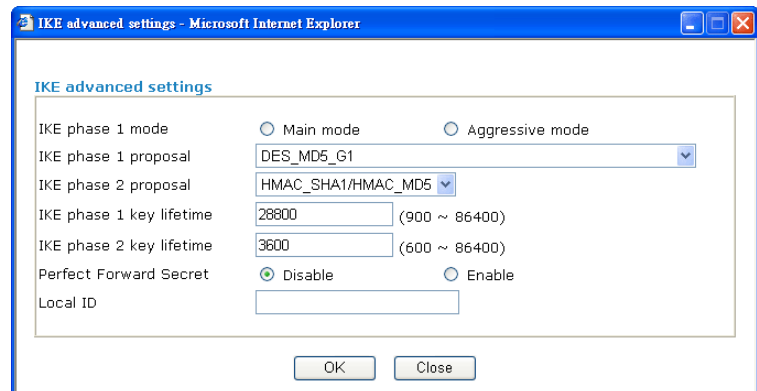 IKE advanced settings - Microsoft Internet Explorer
IKE advanced settings
IKE phase 1 mode Main mode Aggressive mode
IKE phase 1 proposal DES_MD5_G1
IKE phase 2 proposal HMAC_SHA1/HMAC_MD5
IKE phase 1 key lifetime 28800 (900 ~ 86400)
IKE phase 2 key lifetime 3600 (600 ~ 86400)
Perfect Forward Secret Disable Enable
Local ID
OK Close